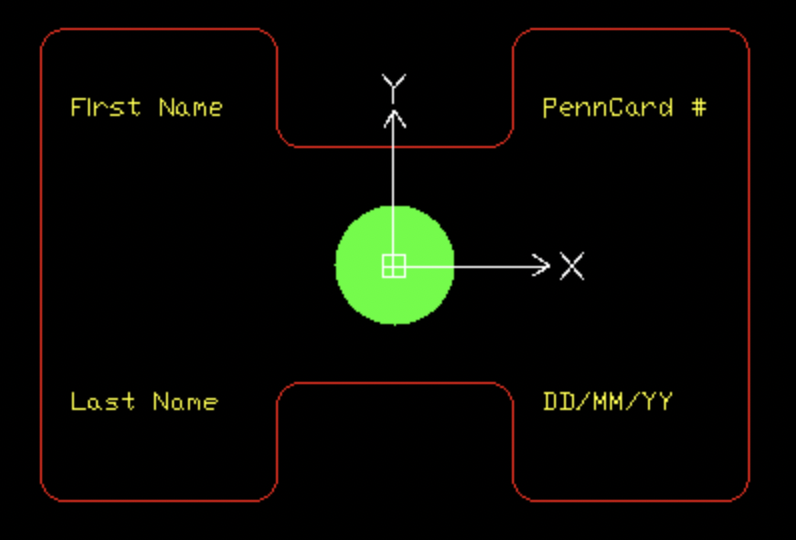 FIrst Name
PennCard #
Y
X
Last Name
DD/MM/YY